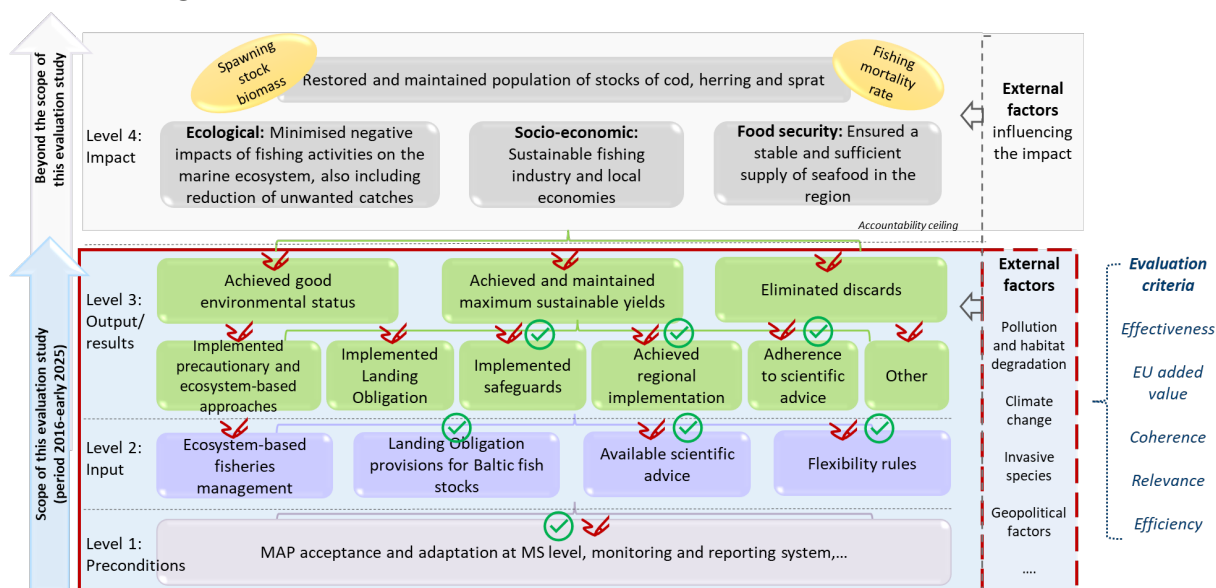 Beyond the scope of
this evaluation study
Scope of this evaluation study
(period 2016-early 2025)
Spawning
stock
biomass
Restored and maintained population of stocks of cod, herring and sprat
Fishing
mortality
rate
Level 4:
Impact
Ecological: Minimised negative
impacts of fishing activities on the
marine ecosystem, also including
reduction of unwanted catches
Socio-economic:
Sustainable fishing
industry and local
economies
Food security: Ensured a
stable and sufficient
supply of seafood in the
region
External
factors
influencing
the impact
Accountability ceiling
Level 3:
Output/
results
Achieved good
environmental status
Achieved and maintained
maximum sustainable yields
Eliminated discards
Implemented
precautionary and
ecosystem-based
approaches
Implemented
Landing
Obligation
Implemented
safeguards
Achieved
regional
implementation
Adherence
to scientific
advice
Other
Level 2:
Input
Ecosystem-based
fisheries
management
Landing Obligation
provisions for Baltic fish
stocks
Available scientific
advice
Flexibility rules
Level 1:
Preconditions
MAP acceptance and adaptation at MS level, monitoring and reporting system,...
External
factors
Pollution
and habitat
degradation
Climate
change
Invasive
species
Geopolitical
factors
....
Evaluation
criteria
Effectiveness
EU added
value
Coherence
Relevance
Efficiency